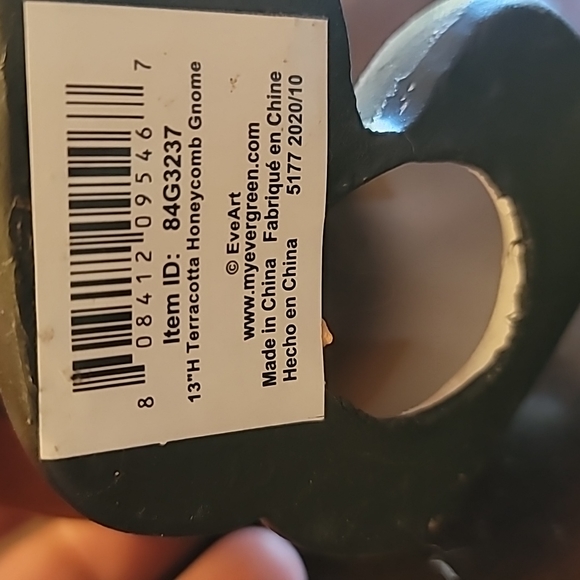 8 08412 09546 7
Item ID: 84G3237
13"H Terracotta Honeycomb Gnome
© EveArt
www.myevergreen.com
Made in China Fabriqué en Chine
Hecho en China 5177 2020/10